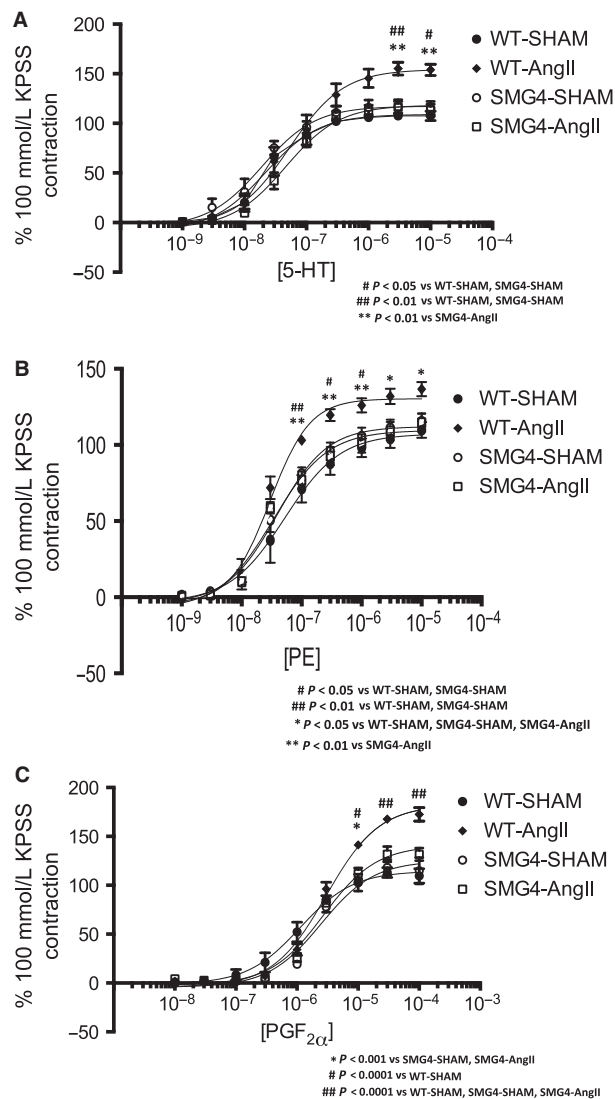 A
% 100 mmol/L KPSS
contraction
200
150
100
50
0
−50
##
**
#
**
WT-SHAM
WT-AngII
SMG4-SHAM
SMG4-AngII
10⁻⁹ 10⁻⁸ 10⁻⁷ 10⁻⁶ 10⁻⁵ 10⁻⁴
[5-HT]
# P < 0.05 vs WT-SHAM, SMG4-SHAM
## P < 0.01 vs WT-SHAM, SMG4-SHAM
** P < 0.01 vs SMG4-AngII
B
% 100 mmol/L KPSS
contraction
150
100
50
0
−50
##
**
#
**
#
**
*
*
WT-SHAM
WT-AngII
SMG4-SHAM
SMG4-AngII
10⁻⁹ 10⁻⁸ 10⁻⁷ 10⁻⁶ 10⁻⁵ 10⁻⁴
[PE]
# P < 0.05 vs WT-SHAM, SMG4-SHAM
## P < 0.01 vs WT-SHAM, SMG4-SHAM
* P < 0.05 vs WT-SHAM, SMG4-SHAM, SMG4-AngII
** P < 0.01 vs SMG4-AngII
C
% 100 mmol/L KPSS
contraction
200
150
100
50
0
−50
#
*
##
##
WT-SHAM
WT-AngII
SMG4-SHAM
SMG4-AngII
10⁻⁸ 10⁻⁷ 10⁻⁶ 10⁻⁵ 10⁻⁴ 10⁻³
[PGF₂α]
* P < 0.001 vs SMG4-SHAM, SMG4-AngII
# P < 0.0001 vs WT-SHAM
## P < 0.0001 vs WT-SHAM, SMG4-SHAM, SMG4-AngII